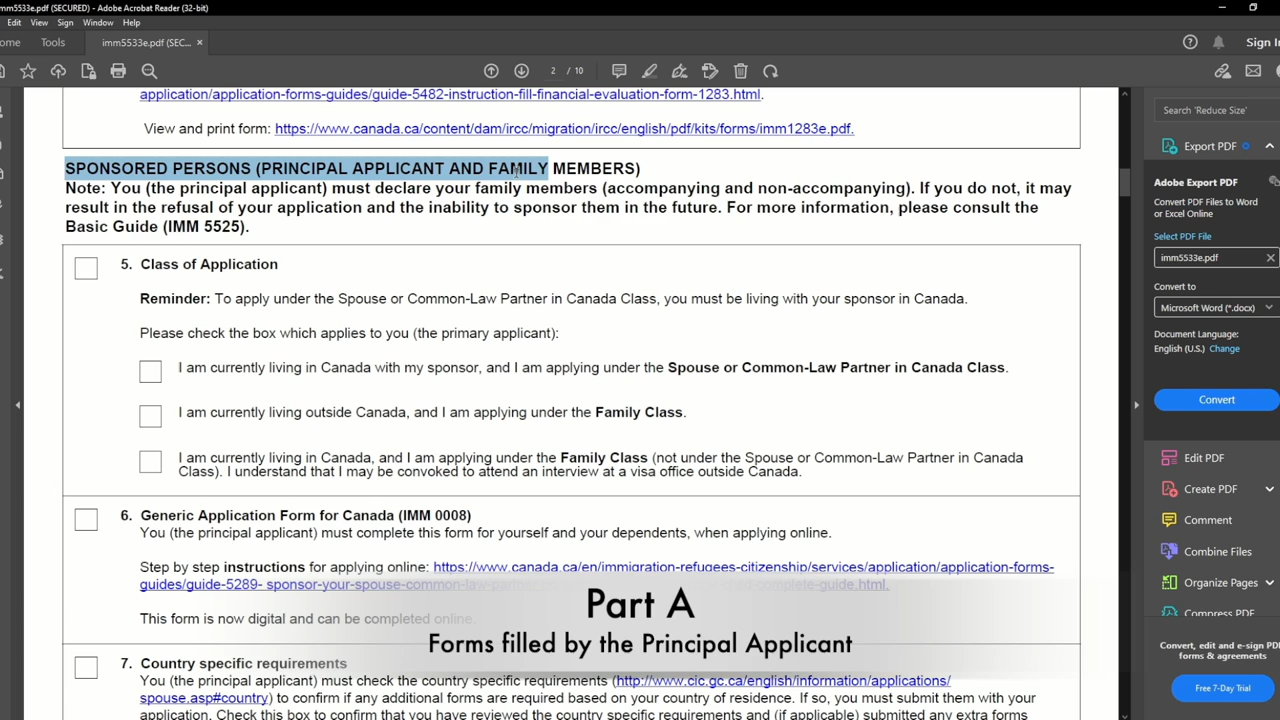 imm5533e.pdf (SECURED) - Adobe Acrobat Reader (32-bit)
Edit View Sign Window Help
ome Tools imm5533e.pdf (SEC... × Sign In
2 / 10
application/application-forms-guides/guide-5482-instruction-fill-financial-evaluation-form-1283.html.
View and print form: https://www.canada.ca/content/dam/ircc/migration/ircc/english/pdf/kits/forms/imm1283e.pdf.
SPONSORED PERSONS (PRINCIPAL APPLICANT AND FAMILY MEMBERS)
Note: You (the principal applicant) must declare your family members (accompanying and non-accompanying). If you do not, it may
result in the refusal of your application and the inability to sponsor them in the future. For more information, please consult the
Basic Guide (IMM 5525).
5. Class of Application
Reminder: To apply under the Spouse or Common-Law Partner in Canada Class, you must be living with your sponsor in Canada.
Please check the box which applies to you (the primary applicant):
I am currently living in Canada with my sponsor, and I am applying under the Spouse or Common-Law Partner in Canada Class.
I am currently living outside Canada, and I am applying under the Family Class.
I am currently living in Canada, and I am applying under the Family Class (not under the Spouse or Common-Law Partner in Canada
Class). I understand that I may be convoked to attend an interview at a visa office outside Canada.
6. Generic Application Form for Canada (IMM 0008)
You (the principal applicant) must complete this form for yourself and your dependents, when applying online.
Step by step instructions for applying online: https://www.canada.ca/en/immigration-refugees-citizenship/services/application/application-forms-
guides/guide-5289- sponsor-your-spouse-common-law-partner- child-complete-guide.html.
This form is now digital and can be completed online.
7. Country specific requirements
You (the principal applicant) must check the country specific requirements (http://www.cic.gc.ca/english/information/applications/
spouse.asp#country) to confirm if any additional forms are required based on your country of residence. If so, you must submit them with your
application. Check this box to confirm that you have reviewed the country specific requirements and (if applicable) submitted any extra forms
Part A
Forms filled by the Principal Applicant
Search 'Reduce Size'
Export PDF
Adobe Export PDF
Convert PDF Files to Word
or Excel Online
Select PDF File
imm5533e.pdf
Convert to
Microsoft Word (*.docx)
Document Language:
English (U.S.) Change
Convert
Edit PDF
Create PDF
Comment
Combine Files
Organize Pages
Compress PDF
Convert, edit and e-sign PDF
forms & agreements
Free 7-Day Trial